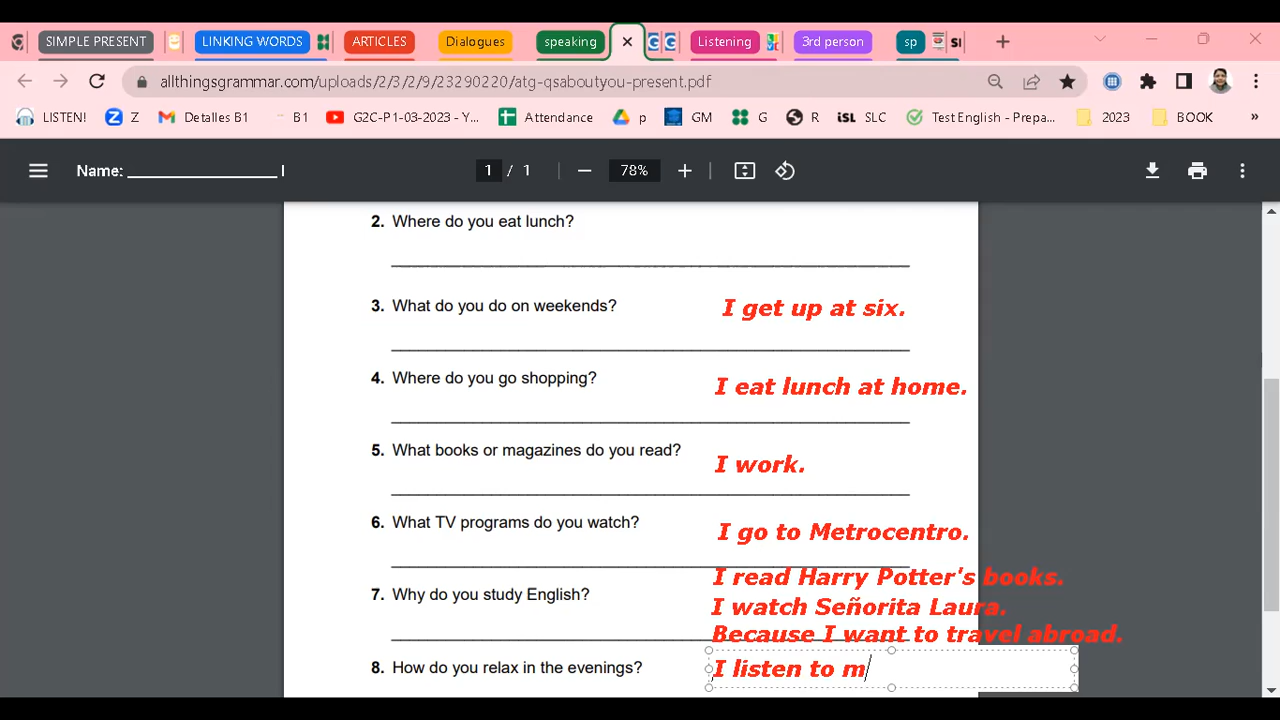 SIMPLE PRESENT LINKING WORDS ARTICLES Dialogues speaking Listening 3rd person sp SI
allthingsgrammar.com/uploads/2/3/2/9/23290220/atg-qsaboutyou-present.pdf
LISTEN! Z Detalles B1 B1 G2C-P1-03-2023 - Y... Attendance p GM G R SLC Test English - Prepa... 2023 BOOK »
Name: _______________ I 1 / 1 78%
2. Where do you eat lunch?
3. What do you do on weekends? I get up at six.
4. Where do you go shopping? I eat lunch at home.
5. What books or magazines do you read? I work.
6. What TV programs do you watch? I go to Metrocentro.
I read Harry Potter's books.
7. Why do you study English?
I watch Señorita Laura.
Because I want to travel abroad.
8. How do you relax in the evenings? I listen to m